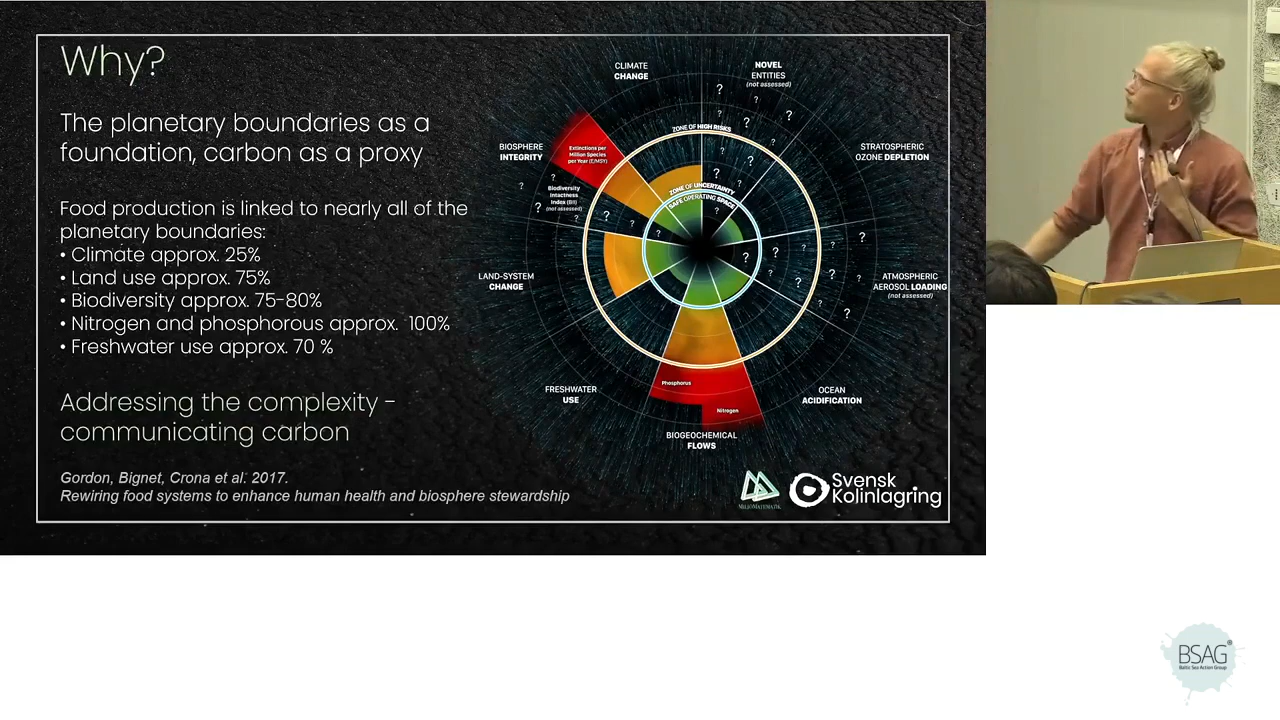 Why?
The planetary boundaries as a
foundation, carbon as a proxy
Food production is linked to nearly all of the
planetary boundaries:
• Climate approx. 25%
• Land use approx. 75%
• Biodiversity approx. 75-80%
• Nitrogen and phosphorous approx.  100%
• Freshwater use approx. 70 %
Addressing the complexity -
communicating carbon
Gordon, Bignet, Crona et al. 2017.
Rewiring food systems to enhance human health and biosphere stewardship
CLIMATE
CHANGE
NOVEL
ENTITIES
(not assessed)
?
?
?
?
?
?
?
?
?
ZONE OF HIGH RISKS
BIOSPHERE
INTEGRITY
Extinctions per
Million Species
per Year (E/MSY)
STRATOSPHERIC
OZONE DEPLETION
?
?
Biodiversity
Intactness
Index (BII)
(not assessed)
?
?
?
?
ZONE OF UNCERTAINTY
SAFE OPERATING SPACE
?
?
?
?
?
?
?
?
?
?
LAND-SYSTEM
CHANGE
ATMOSPHERIC
AEROSOL LOADING
(not assessed)
FRESHWATER
USE
Phosphorus
Nitrogen
OCEAN
ACIDIFICATION
BIOGEOCHEMICAL
FLOWS
MILJÖMATEMATIK
Svensk
Kolinlagring
BSAG®
Baltic Sea Action Group